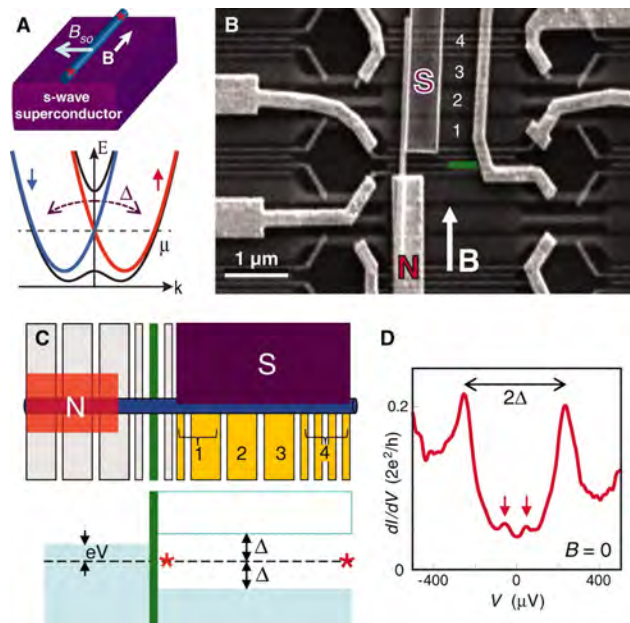 A
B_so
B
s-wave
superconductor
E
Δ
μ
k
B
4
3
2
1
S
N
B
1 μm
C
N
S
1
2
3
4
eV
Δ
Δ
D
2Δ
0.2
dI/dV (2e²/h)
B = 0
0
-400
0
400
V (μV)